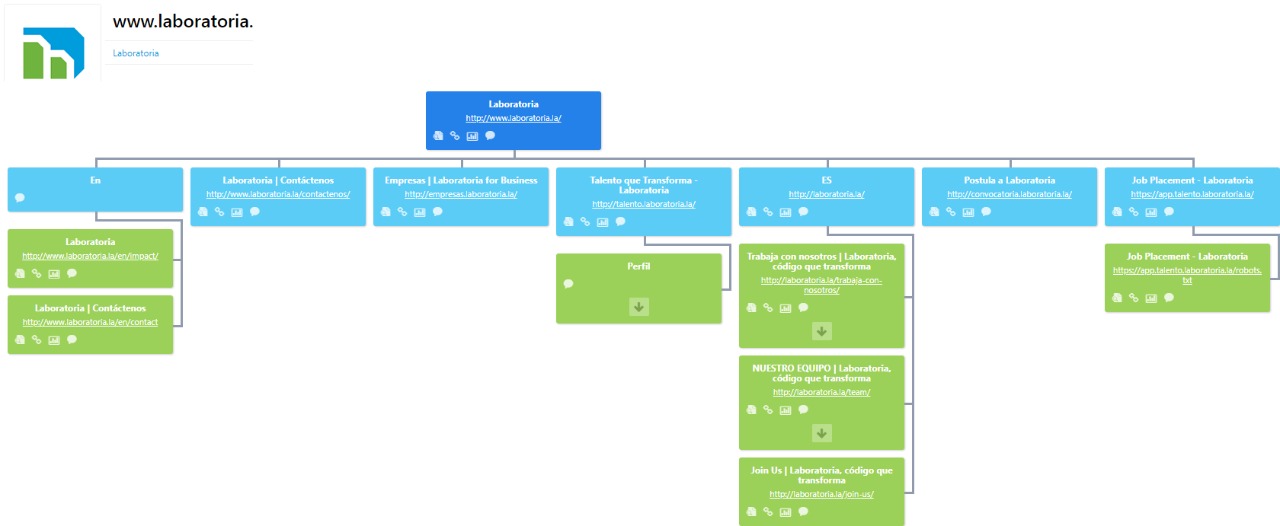 www.laboratoria.
Laboratoria
Laboratoria
http://www.laboratoria.la/
En
Laboratoria | Contáctenos
http://www.laboratoria.la/contactenos/
Empresas | Laboratoria for Business
http://empresas.laboratoria.la/
Talento que Transforma -
Laboratoria
http://talento.laboratoria.la/
ES
http://laboratoria.la/
Postula a Laboratoria
http://convocatoria.laboratoria.la/
Job Placement - Laboratoria
https://app.talento.laboratoria.la/
Laboratoria
http://www.laboratoria.la/en/impact/
Laboratoria | Contáctenos
http://www.laboratoria.la/en/contact
Perfil
Trabaja con nosotros | Laboratoria,
código que transforma
http://laboratoria.la/trabaja-con-
nosotros/
NUESTRO EQUIPO | Laboratoria,
código que transforma
http://laboratoria.la/team/
Join Us | Laboratoria, código que
transforma
http://laboratoria.la/join-us/
Job Placement - Laboratoria
https://app.talento.laboratoria.la/robots.
txt